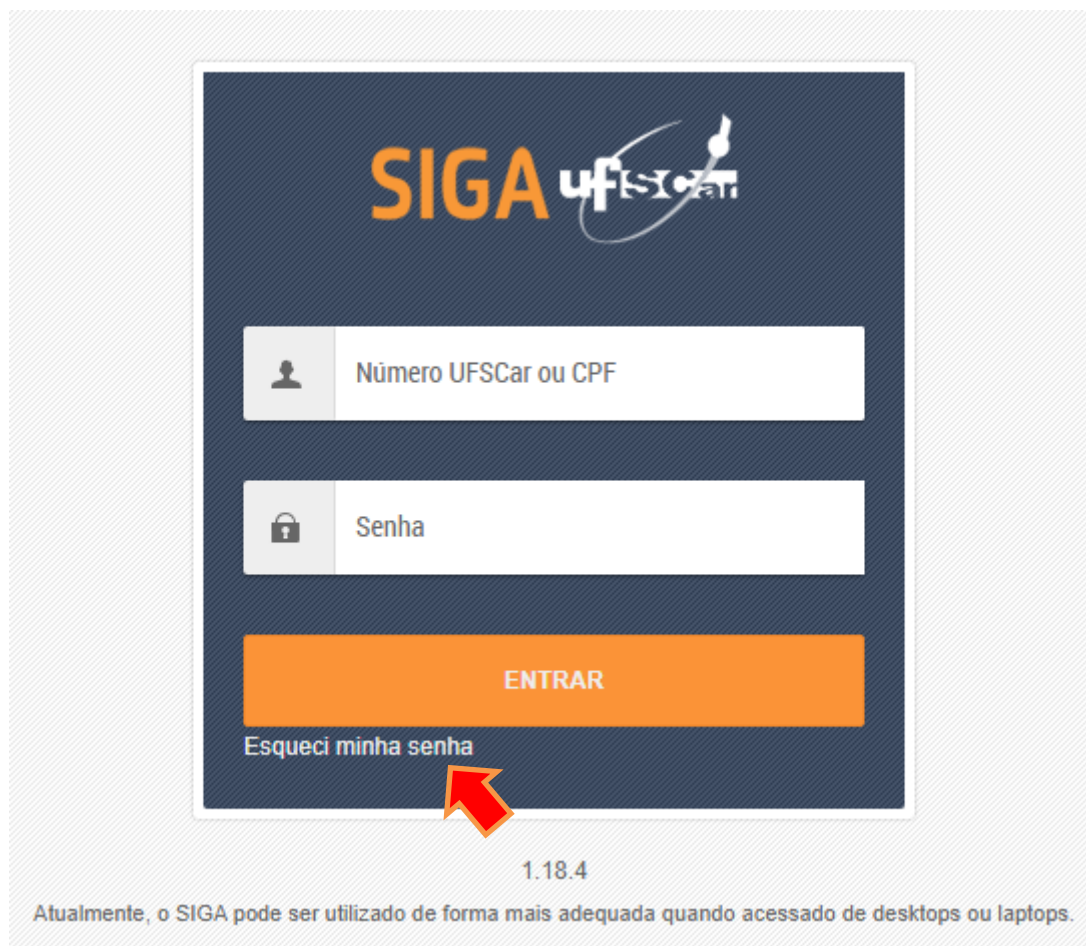 SIGA ufscar
Número UFSCar ou CPF
Senha
ENTRAR
Esqueci minha senha
1.18.4
Atualmente, o SIGA pode ser utilizado de forma mais adequada quando acessado de desktops ou laptops.